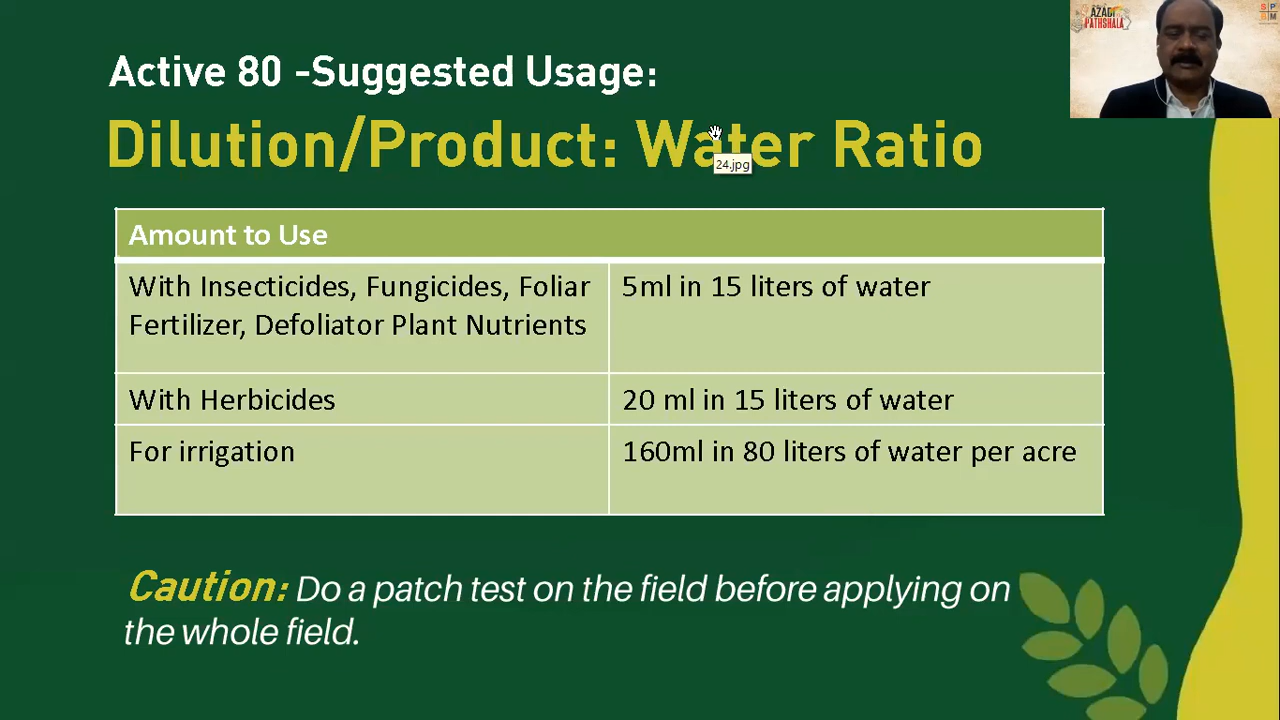 Active 80 -Suggested Usage:
Dilution/Product: Water Ratio
24.jpg
Amount to Use
With Insecticides, Fungicides, Foliar
Fertilizer, Defoliator Plant Nutrients
5ml in 15 liters of water
With Herbicides
20 ml in 15 liters of water
For irrigation
160ml in 80 liters of water per acre
Caution: Do a patch test on the field before applying on
the whole field.
AZADI
PATHSHALA
S P
S M